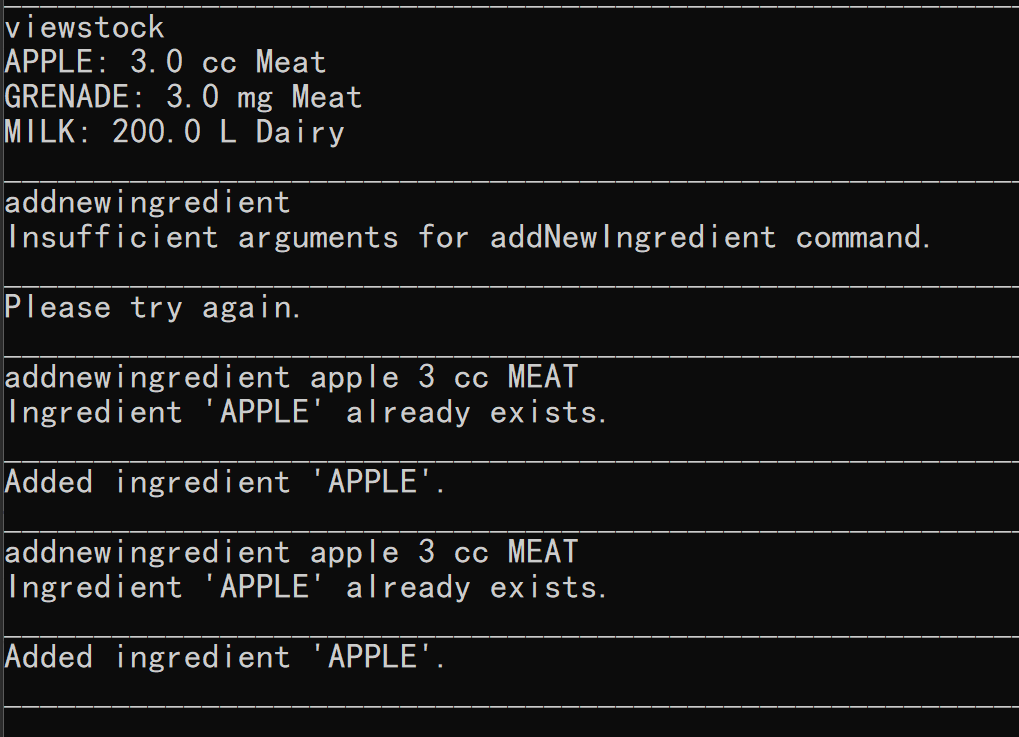 viewstock
APPLE: 3.0 cc Meat
GRENADE: 3.0 mg Meat
MILK: 200.0 L Dairy
addnewingredient
Insufficient arguments for addNewIngredient command.
Please try again.
addnewingredient apple 3 cc MEAT
Ingredient 'APPLE' already exists.
Added ingredient 'APPLE'.
addnewingredient apple 3 cc MEAT
Ingredient 'APPLE' already exists.
Added ingredient 'APPLE'.